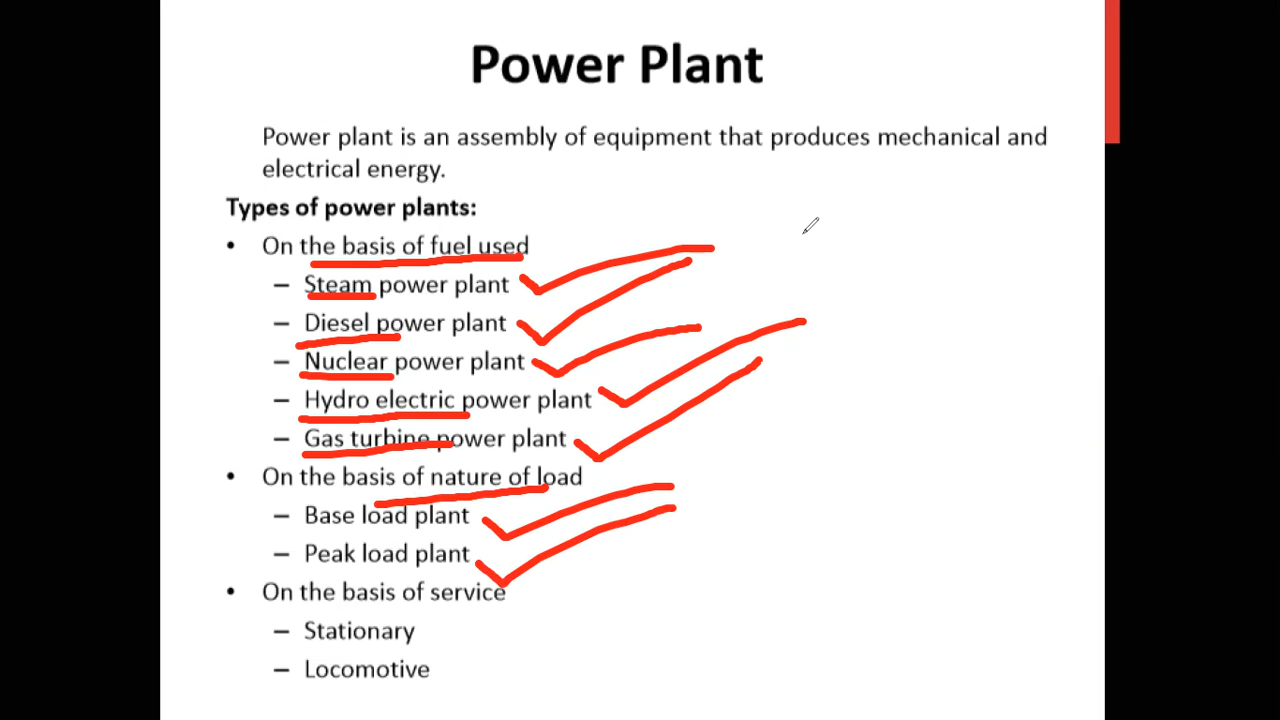 Power Plant
Power plant is an assembly of equipment that produces mechanical and
electrical energy.
Types of power plants:
• On the basis of fuel used
– Steam power plant
– Diesel power plant
– Nuclear power plant
– Hydro electric power plant
– Gas turbine power plant
• On the basis of nature of load
– Base load plant
– Peak load plant
• On the basis of service
– Stationary
– Locomotive